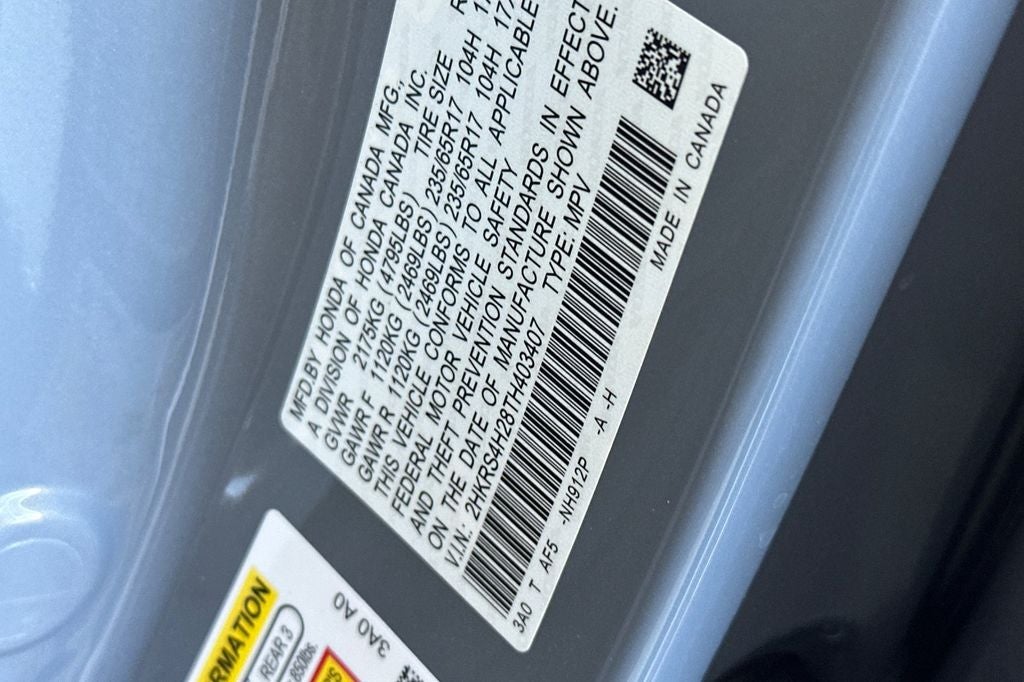 MFD.BY HONDA OF CANADA MFG.,
A DIVISION OF HONDA CANADA INC.
GVWR 2175KG (4795LBS) TIRE SIZE
GAWR F 1120KG (2469LBS) 235/65R17 104H
GAWR R 1120KG (2469LBS) 235/65R17 104H
THIS VEHICLE CONFORMS TO ALL APPLICABLE
FEDERAL MOTOR VEHICLE SAFETY
AND THEFT PREVENTION STANDARDS IN EFFECT
ON THE DATE OF MANUFACTURE SHOWN ABOVE.
V.I.N.: 2HKRS4H28TH403407 TYPE: MPV
3A0 T AF5 -NH912P -A -H MADE IN CANADA
REAR 3
3A0 A0